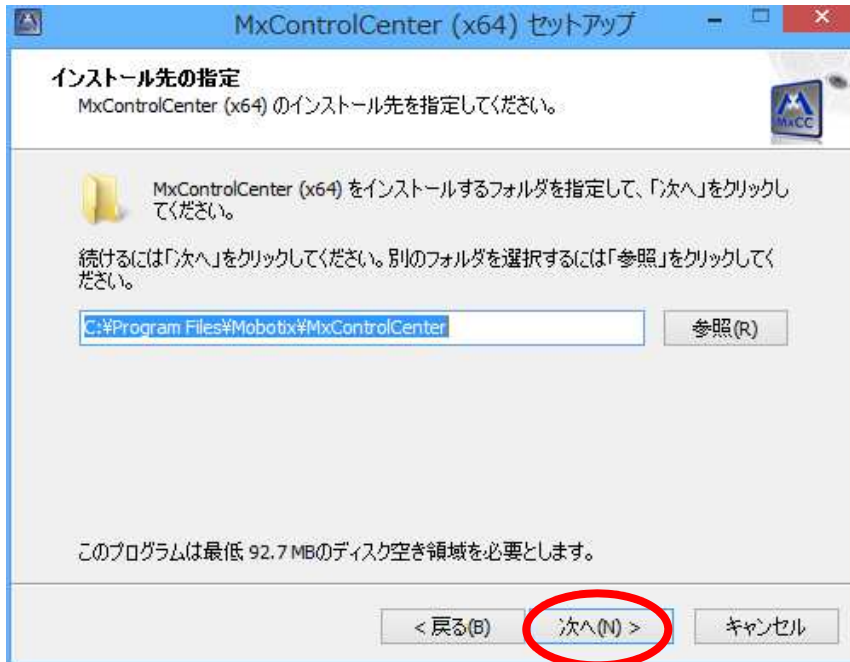 MxControlCenter (x64) セットアップ
インストール先の指定
MxControlCenter (x64) のインストール先を指定してください。
MxCC
MxControlCenter (x64) をインストールするフォルダを指定して、「次へ」をクリックし
てください。
続けるには「次へ」をクリックしてください。別のフォルダを選択するには「参照」をクリックしてく
ださい。
C:¥Program Files¥Mobotix¥MxControlCenter
参照(R)
このプログラムは最低 92.7 MBのディスク空き領域を必要とします。
< 戻る(B)
次へ(N) >
キャンセル